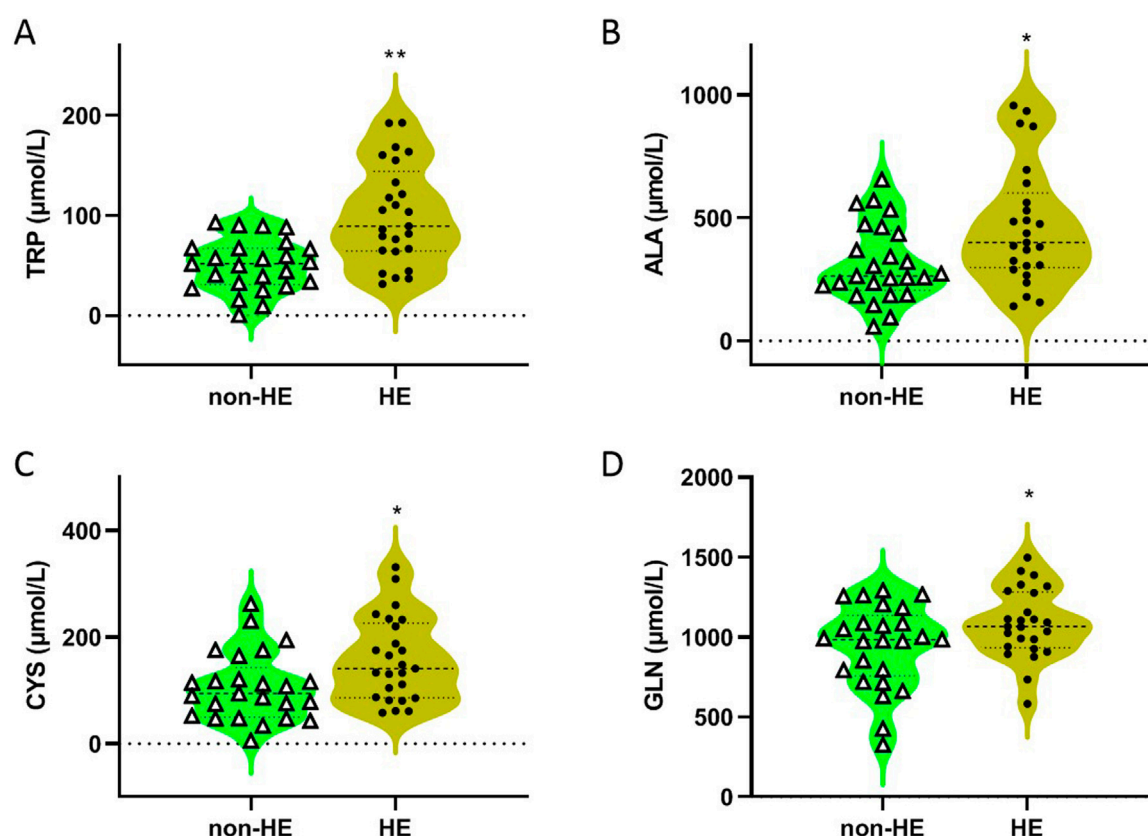 A
TRP (μmol/L)
200
100
0
**
non-HE
HE
B
ALA (μmol/L)
1000
500
0
*
non-HE
HE
C
CYS (μmol/L)
400
200
0
*
non-HE
HE
D
GLN (μmol/L)
2000
1500
1000
500
0
*
non-HE
HE